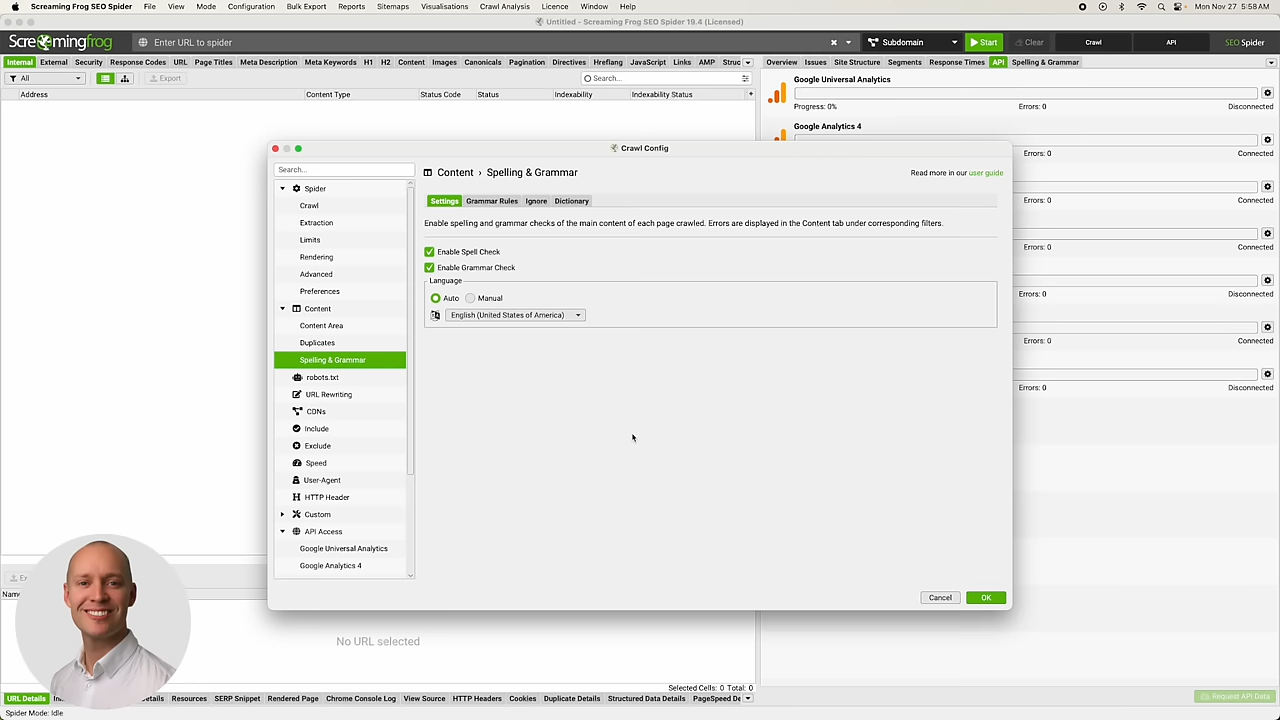 Screaming Frog SEO Spider File View Mode Configuration Bulk Export Reports Sitemaps Visualisations Crawl Analysis Licence Window Help Mon Nov 27 5:58 AM
Untitled - Screaming Frog SEO Spider 19.4 (Licensed)
Screamingfrog Enter URL to spider Subdomain Start Clear Crawl API SEO Spider
Internal External Security Response Codes URL Page Titles Meta Description Meta Keywords H1 H2 Content Images Canonicals Pagination Directives Hreflang JavaScript Links AMP Struc
Overview Issues Site Structure Segments Response Times API Spelling & Grammar
All Export Search...
Address Content Type Status Code Status Indexability Indexability Status
Google Universal Analytics
Progress: 0% Errors: 0 Disconnected
Google Analytics 4
Errors: 0 Connected
Errors: 0 Connected
Errors: 0 Connected
Errors: 0 Disconnected
Errors: 0 Connected
Errors: 0 Disconnected
Crawl Config
Search...
Spider
Crawl
Extraction
Limits
Rendering
Advanced
Preferences
Content
Content Area
Duplicates
Spelling & Grammar
robots.txt
URL Rewriting
CDNs
Include
Exclude
Speed
User-Agent
HTTP Header
Custom
API Access
Google Universal Analytics
Google Analytics 4
Content › Spelling & Grammar Read more in our user guide
Settings Grammar Rules Ignore Dictionary
Enable spelling and grammar checks of the main content of each page crawled. Errors are displayed in the Content tab under corresponding filters.
Enable Spell Check
Enable Grammar Check
Language
Auto Manual
English (United States of America)
Cancel OK
No URL selected
Selected Cells: 0 Total: 0
URL Details Resources SERP Snippet Rendered Page Chrome Console Log View Source HTTP Headers Cookies Duplicate Details Structured Data Details PageSpeed De
Request API Data
Spider Mode: Idle